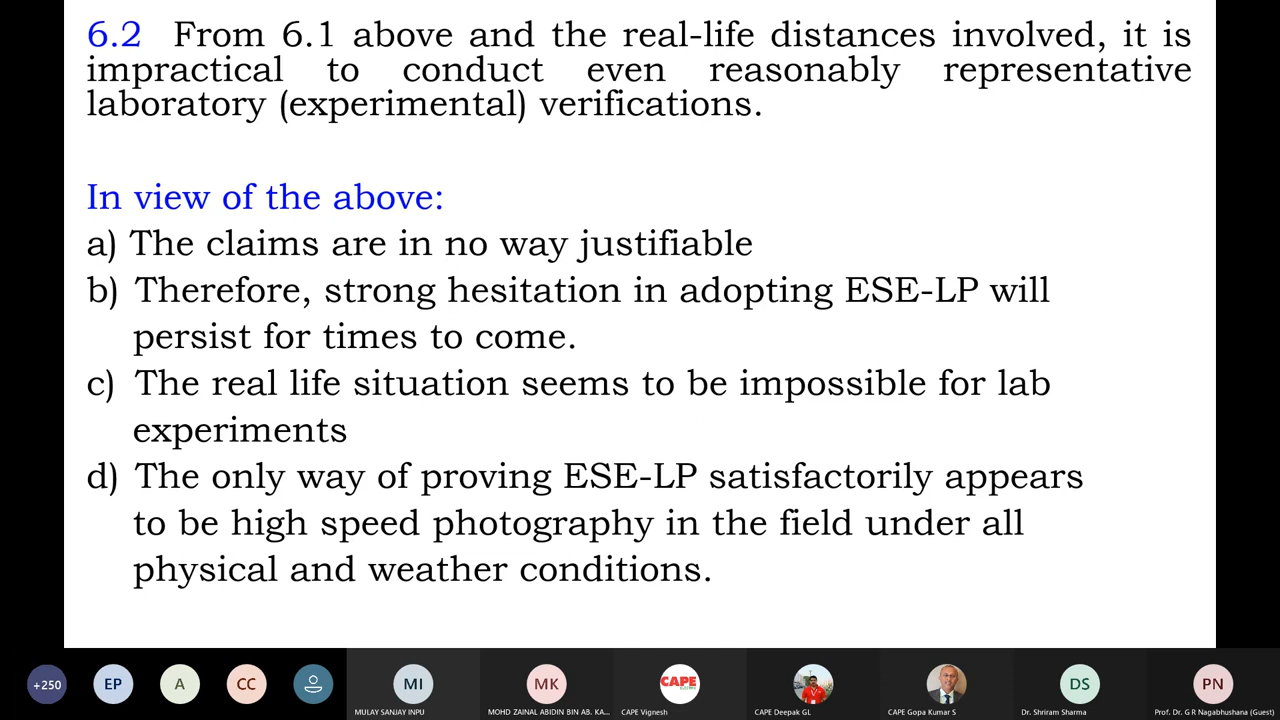 6.2 From 6.1 above and the real-life distances involved, it is
impractical to conduct even reasonably representative
laboratory (experimental) verifications.
In view of the above:
a) The claims are in no way justifiable
b) Therefore, strong hesitation in adopting ESE-LP will
persist for times to come.
c) The real life situation seems to be impossible for lab
experiments
d) The only way of proving ESE-LP satisfactorily appears
to be high speed photography in the field under all
physical and weather conditions.
+250 EP A CC MI MK CAPE DS PN
MULAY SANJAY INPU MOHD ZAINAL ABIDIN BIN AB. KA... CAPE Vignesh CAPE Deepak GL CAPE Gopa Kumar S Dr. Shriram Sharma Prof. Dr. G R Nagabhushana (Guest)